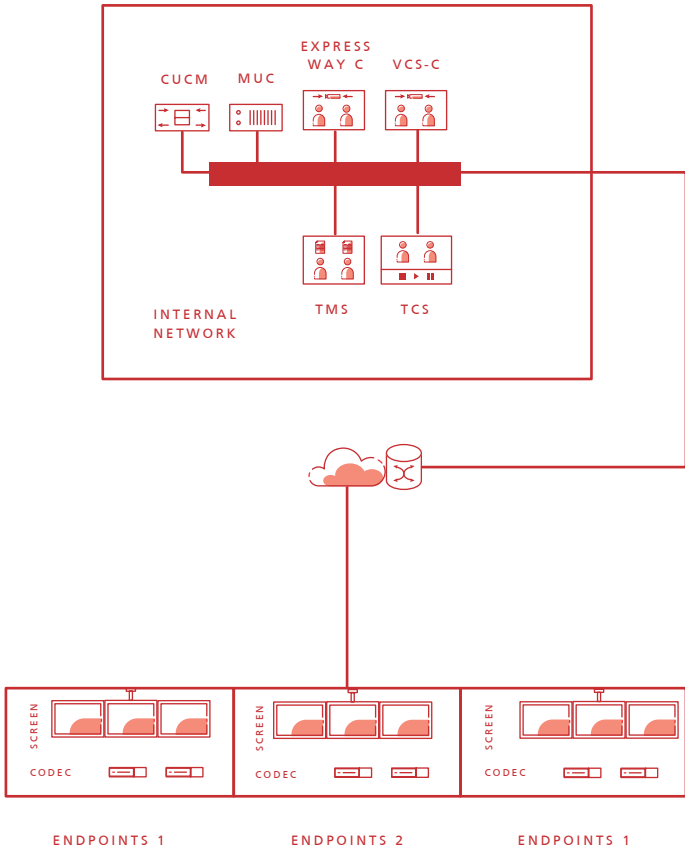 EXPRESS
WAY C
VCS-C
CUCM
MUC
TMS
TCS
INTERNAL
NETWORK
SCREEN
CODEC
SCREEN
CODEC
SCREEN
CODEC
ENDPOINTS 1
ENDPOINTS 2
ENDPOINTS 1